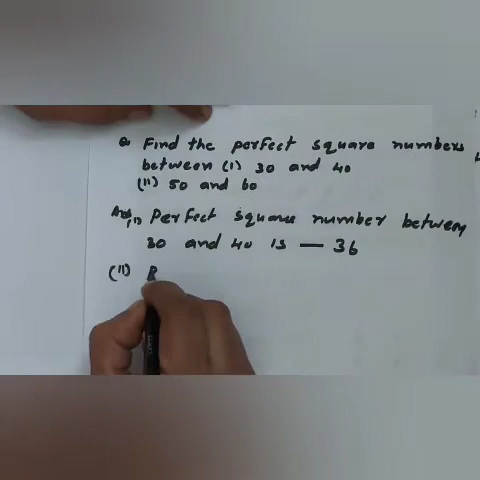 Q. Find the perfect square numbers
between (i) 30 and 40
(ii) 50 and 60
Ans, (i) Perfect square number between
30 and 40 is — 36
(ii) P